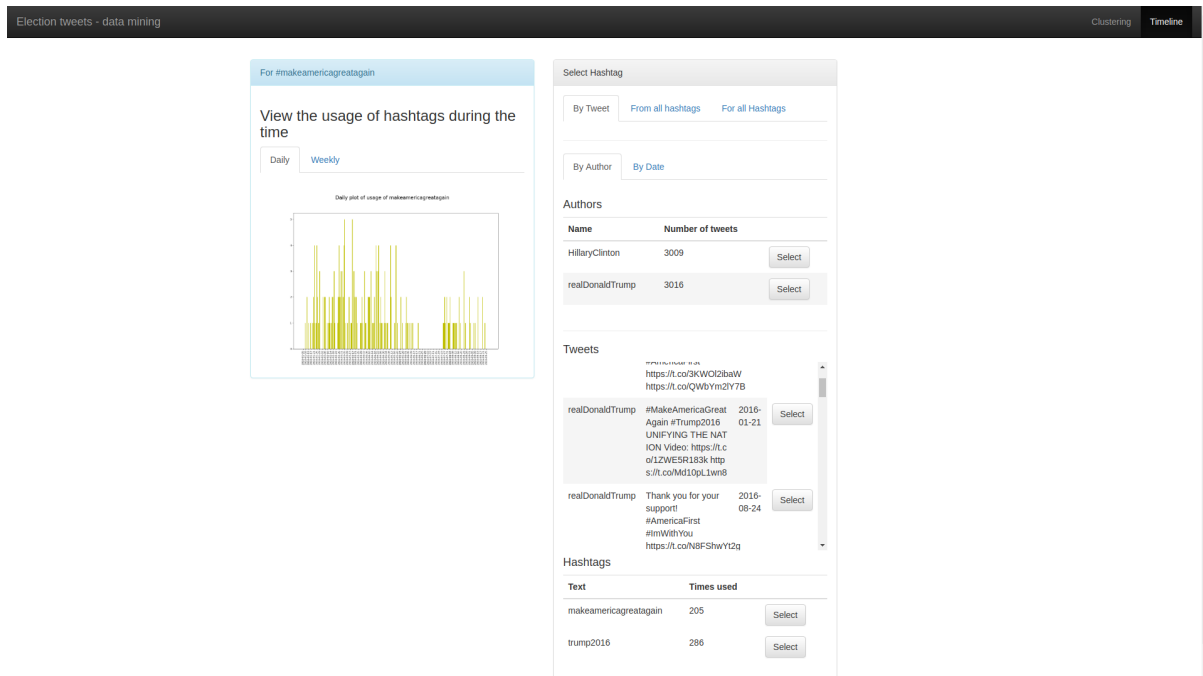 Election tweets - data mining
Clustering
Timeline
For #makeamericagreatagain
View the usage of hashtags during the
time
Daily
Weekly
Daily plot of usage of makeamericagreatagain
Select Hashtag
By Tweet
From all hashtags
For all Hashtags
By Author
By Date
Authors
Name Number of tweets
HillaryClinton 3009 Select
realDonaldTrump 3016 Select
Tweets
#AmericaFirst
https://t.co/3KWOl2ibaW
https://t.co/QWbYm2lY7B
realDonaldTrump #MakeAmericaGreat 2016- Select
Again #Trump2016 01-21
UNIFYING THE NAT
ION Video: https://t.c
o/1ZWE5R183k http
s://t.co/Md10pL1wn8
realDonaldTrump Thank you for your 2016- Select
support! 08-24
#AmericaFirst
#ImWithYou
https://t.co/N8FShwYt2g
Hashtags
Text Times used
makeamericagreatagain 205 Select
trump2016 286 Select